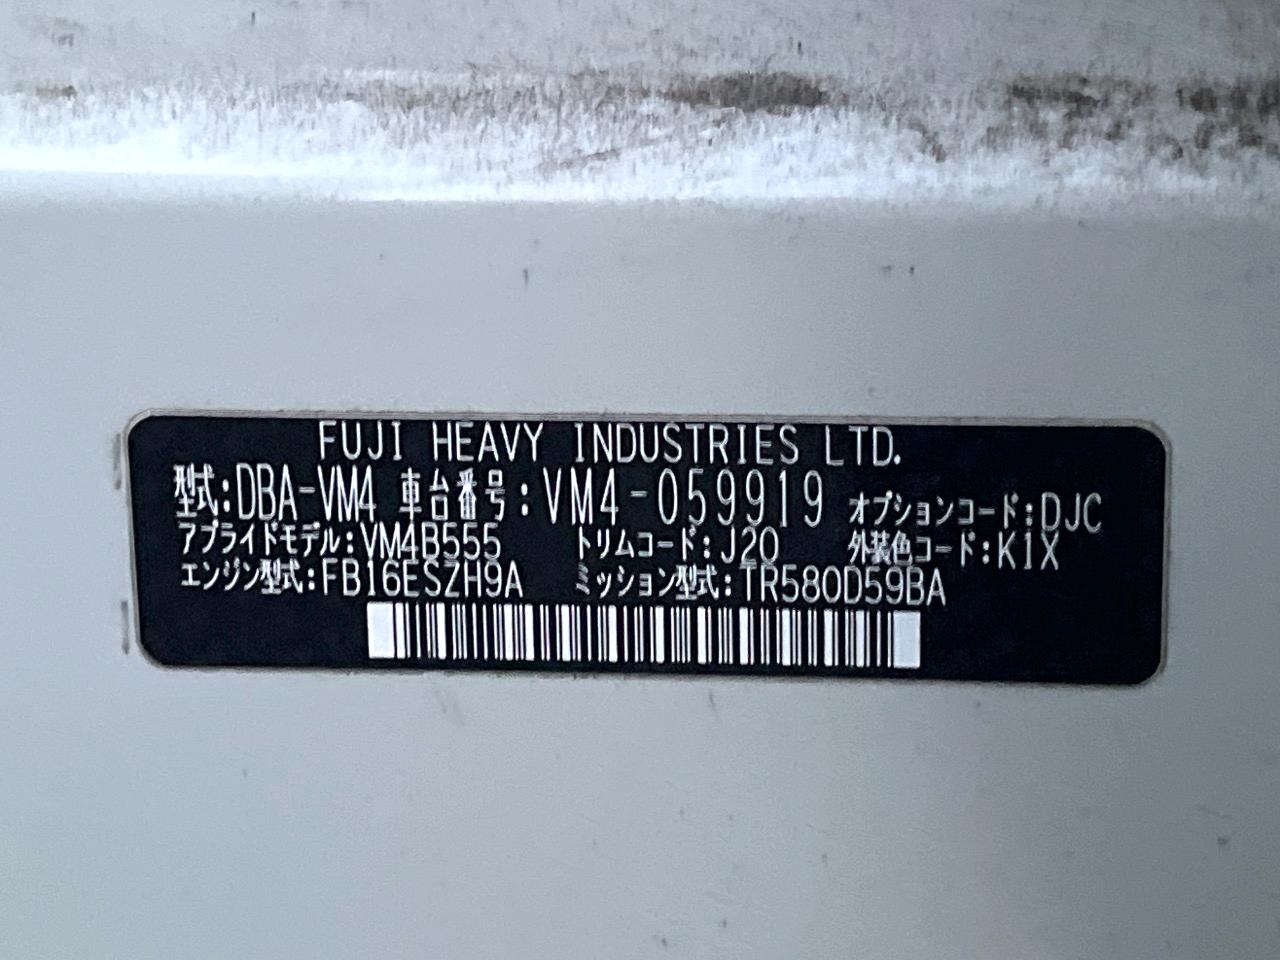 FUJI HEAVY INDUSTRIES LTD.
型式:DBA-VM4 車台番号:VM4-059919 オプションコード:DJC
アプライドモデル:VM4B555 トリムコード:J20 外装色コード:K1X
エンジン型式:FB16ESZH9A ミッション型式:TR580D59BA